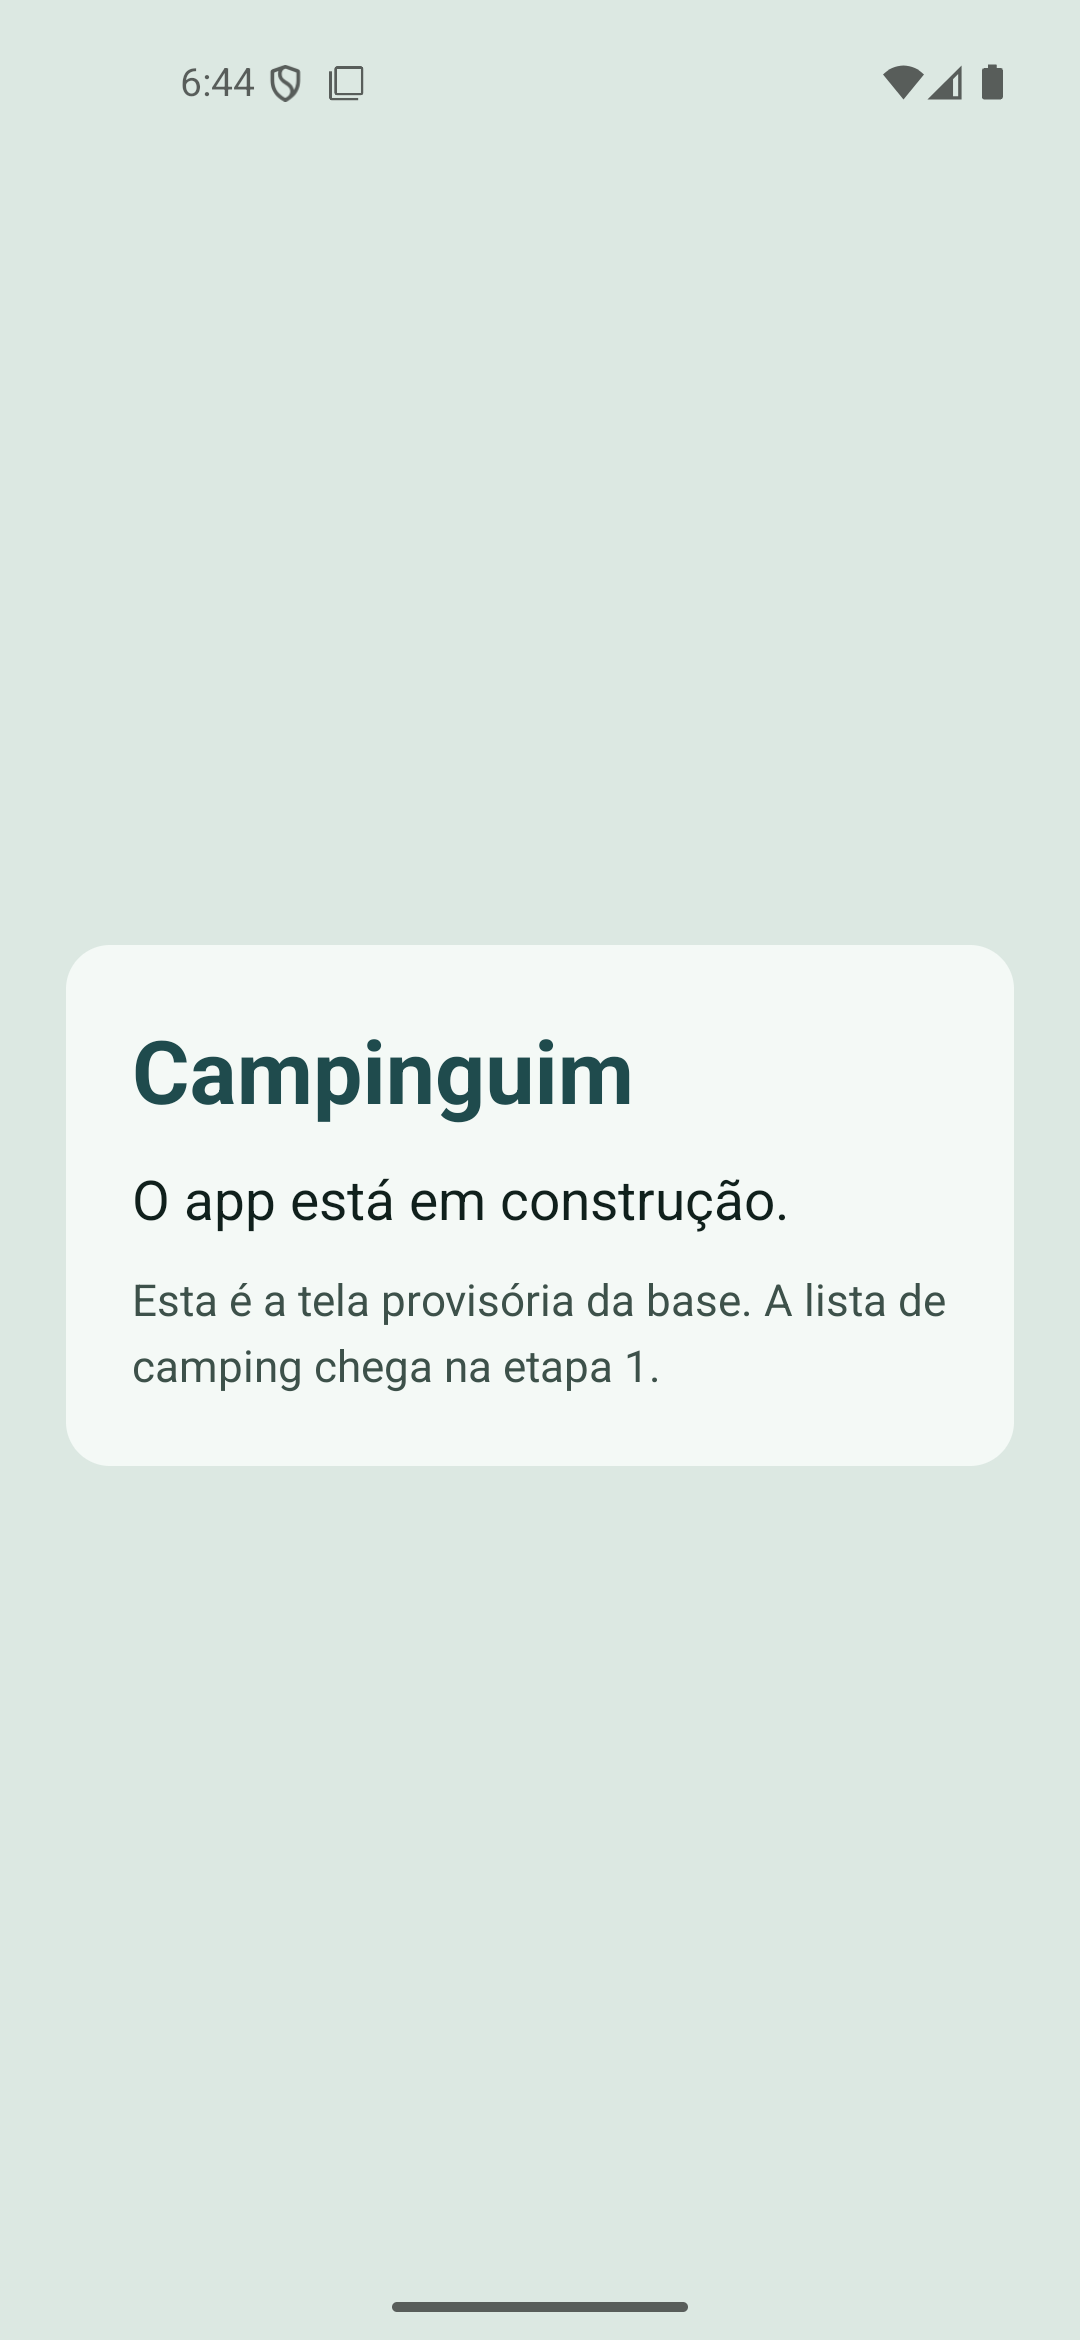 6:44
Campinguim
O app está em construção.
Esta é a tela provisória da base. A lista de
camping chega na etapa 1.